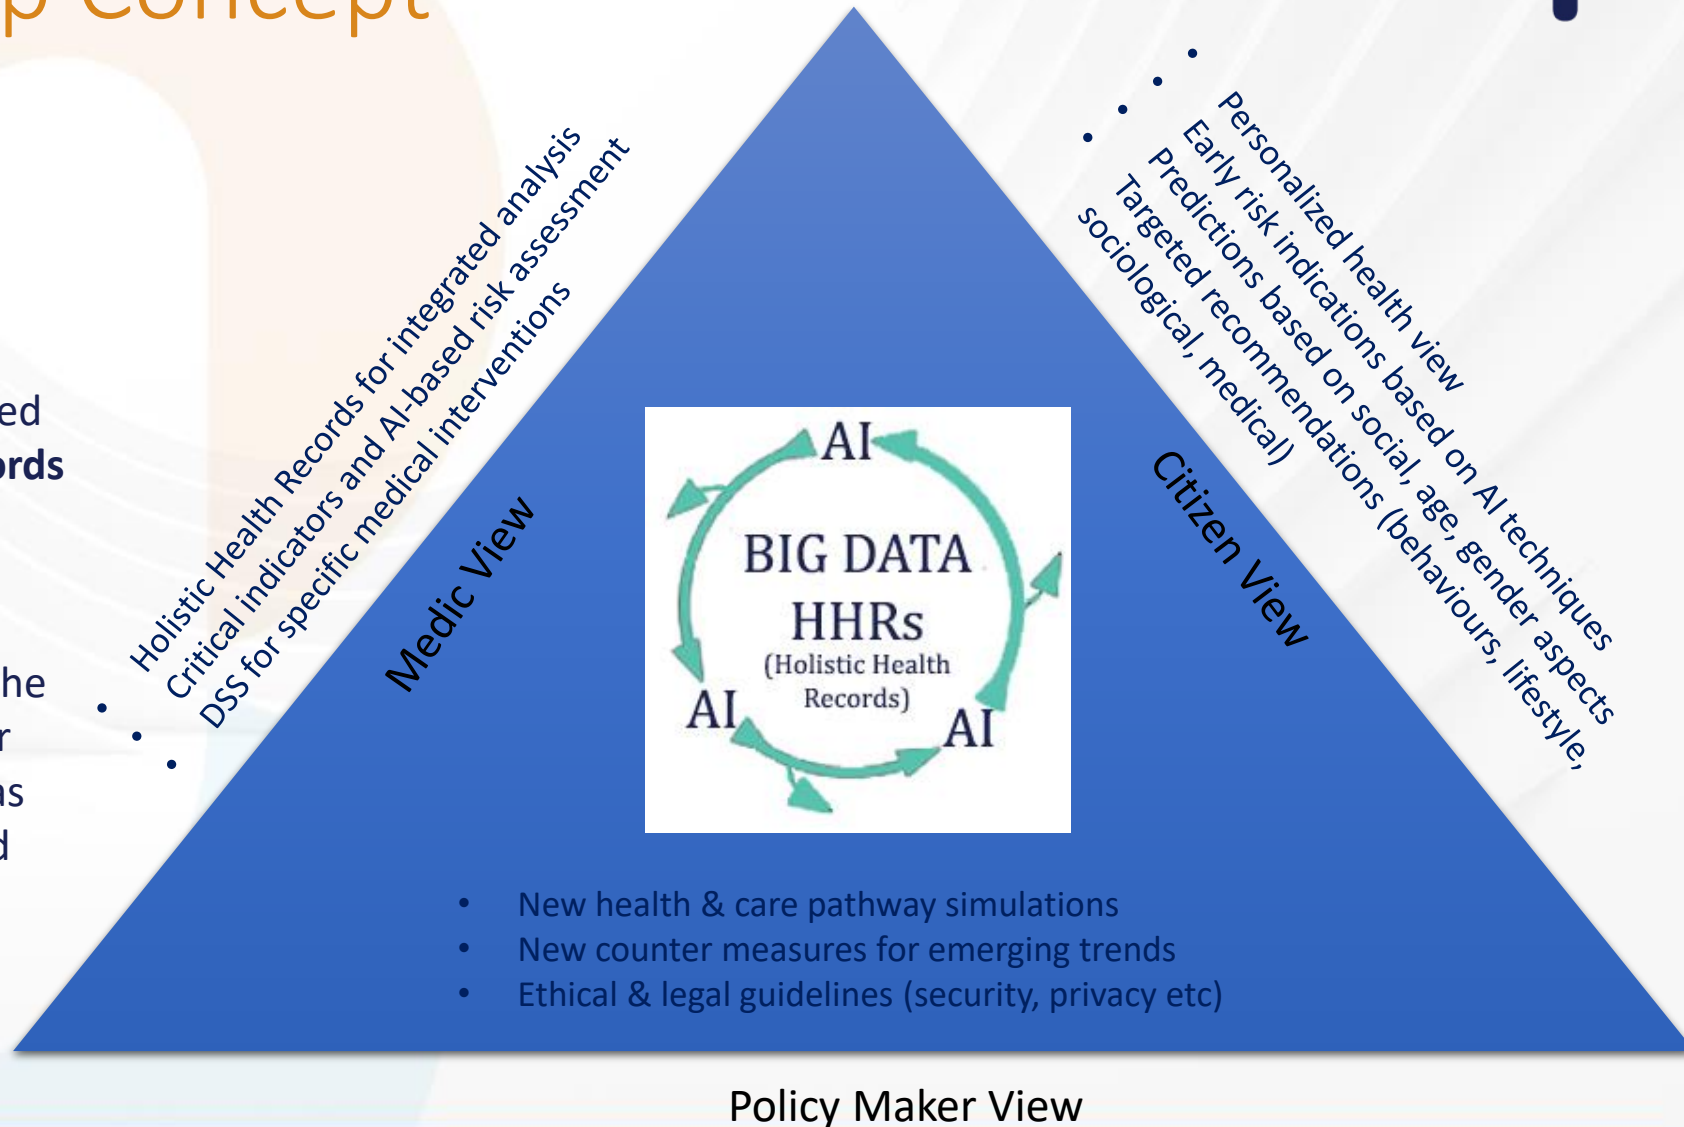 p Concept
ed
ords
he
r
as
d
• Holistic Health Records for integrated analysis
• Critical indicators and AI-based risk assessment
• DSS for specific medical interventions
Medic View
• Personalized health view
• Early risk indications based on AI techniques
• Predictions based on social, age, gender aspects
• Targeted recommendations (behaviours, lifestyle,
sociological, medical)
Citizen View
AI
BIG DATA
HHRs
(Holistic Health
Records)
AI
AI
• New health & care pathway simulations
• New counter measures for emerging trends
• Ethical & legal guidelines (security, privacy etc)
Policy Maker View